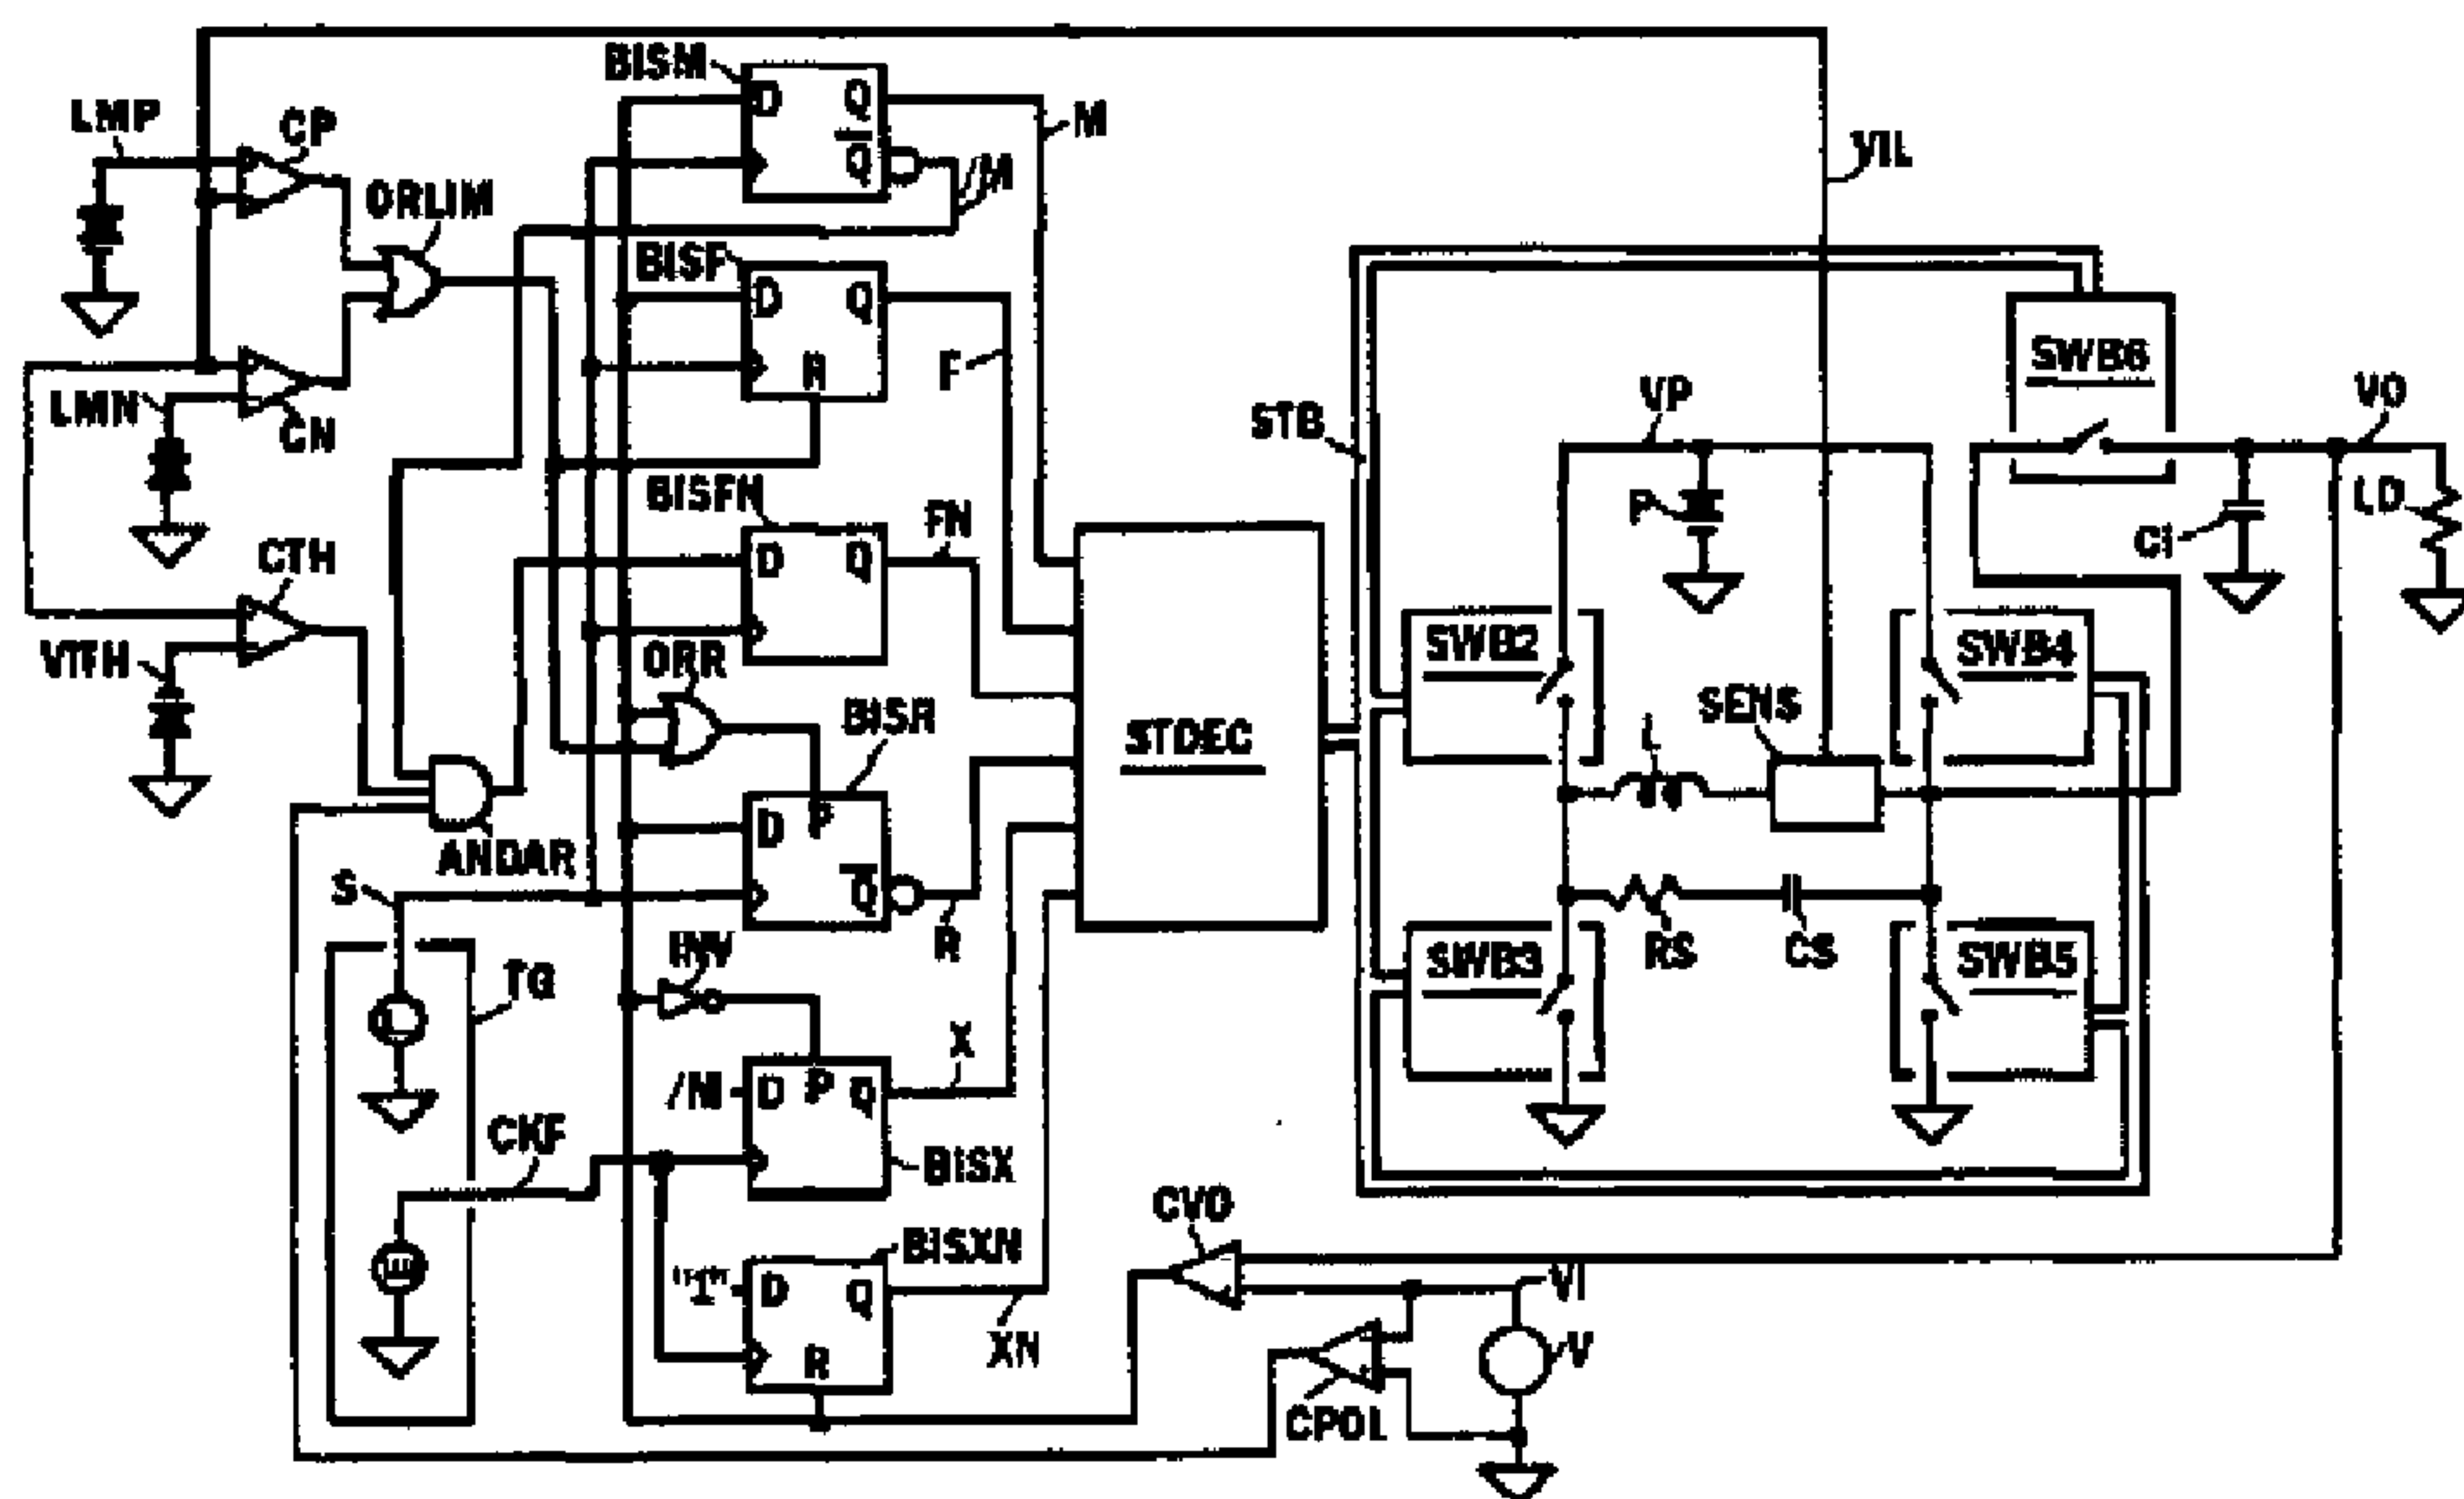 BISM
D Q
M
LMP
CP
VIL
Q
/M
ORLIM
BISF
D Q
SWB6
F
R
VP
VO
LMN
CN
STB
BISFN
FN
P
LD
CTH
D Q
Ci
VTFH
ORR
SWB2
SWB4
BISR
L
SENS
STDEC
D P
ANDAR
S
Q
R
INV
RS
CS
SWB3
SWB5
TG
X
/M
D P Q
CKF
BISX
CVO
BISXN
"1"
D Q
VI
R
XN
V
CPOL